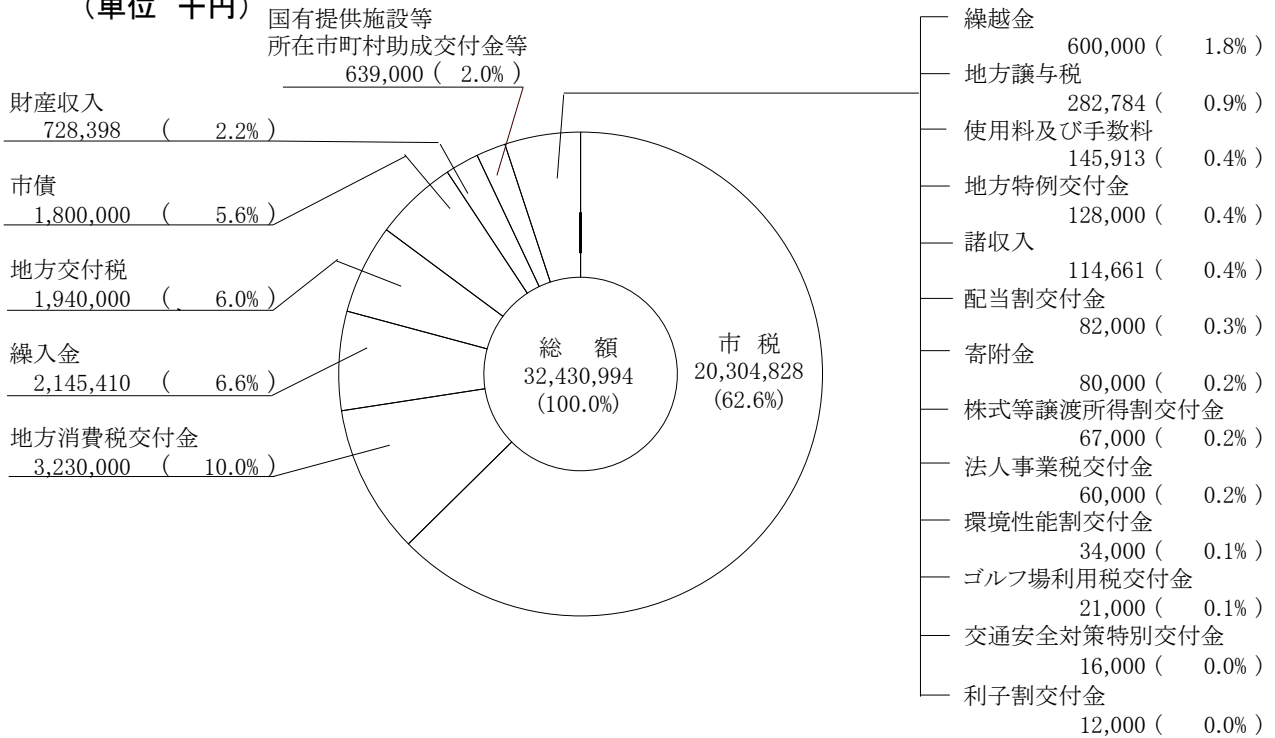 (単位 千円)
国有提供施設等
所在市町村助成交付金等
639,000 ( 2.0% )
財産収入
728,398 ( 2.2% )
市債
1,800,000 ( 5.6% )
地方交付税
1,940,000 ( 6.0% )
繰入金
2,145,410 ( 6.6% )
地方消費税交付金
3,230,000 ( 10.0% )
総 額
32,430,994
(100.0%)
市 税
20,304,828
(62.6%)
繰越金
600,000 ( 1.8% )
地方譲与税
282,784 ( 0.9% )
使用料及び手数料
145,913 ( 0.4% )
地方特例交付金
128,000 ( 0.4% )
諸収入
114,661 ( 0.4% )
配当割交付金
82,000 ( 0.3% )
寄附金
80,000 ( 0.2% )
株式等譲渡所得割交付金
67,000 ( 0.2% )
法人事業税交付金
60,000 ( 0.2% )
環境性能割交付金
34,000 ( 0.1% )
ゴルフ場利用税交付金
21,000 ( 0.1% )
交通安全対策特別交付金
16,000 ( 0.0% )
利子割交付金
12,000 ( 0.0% )